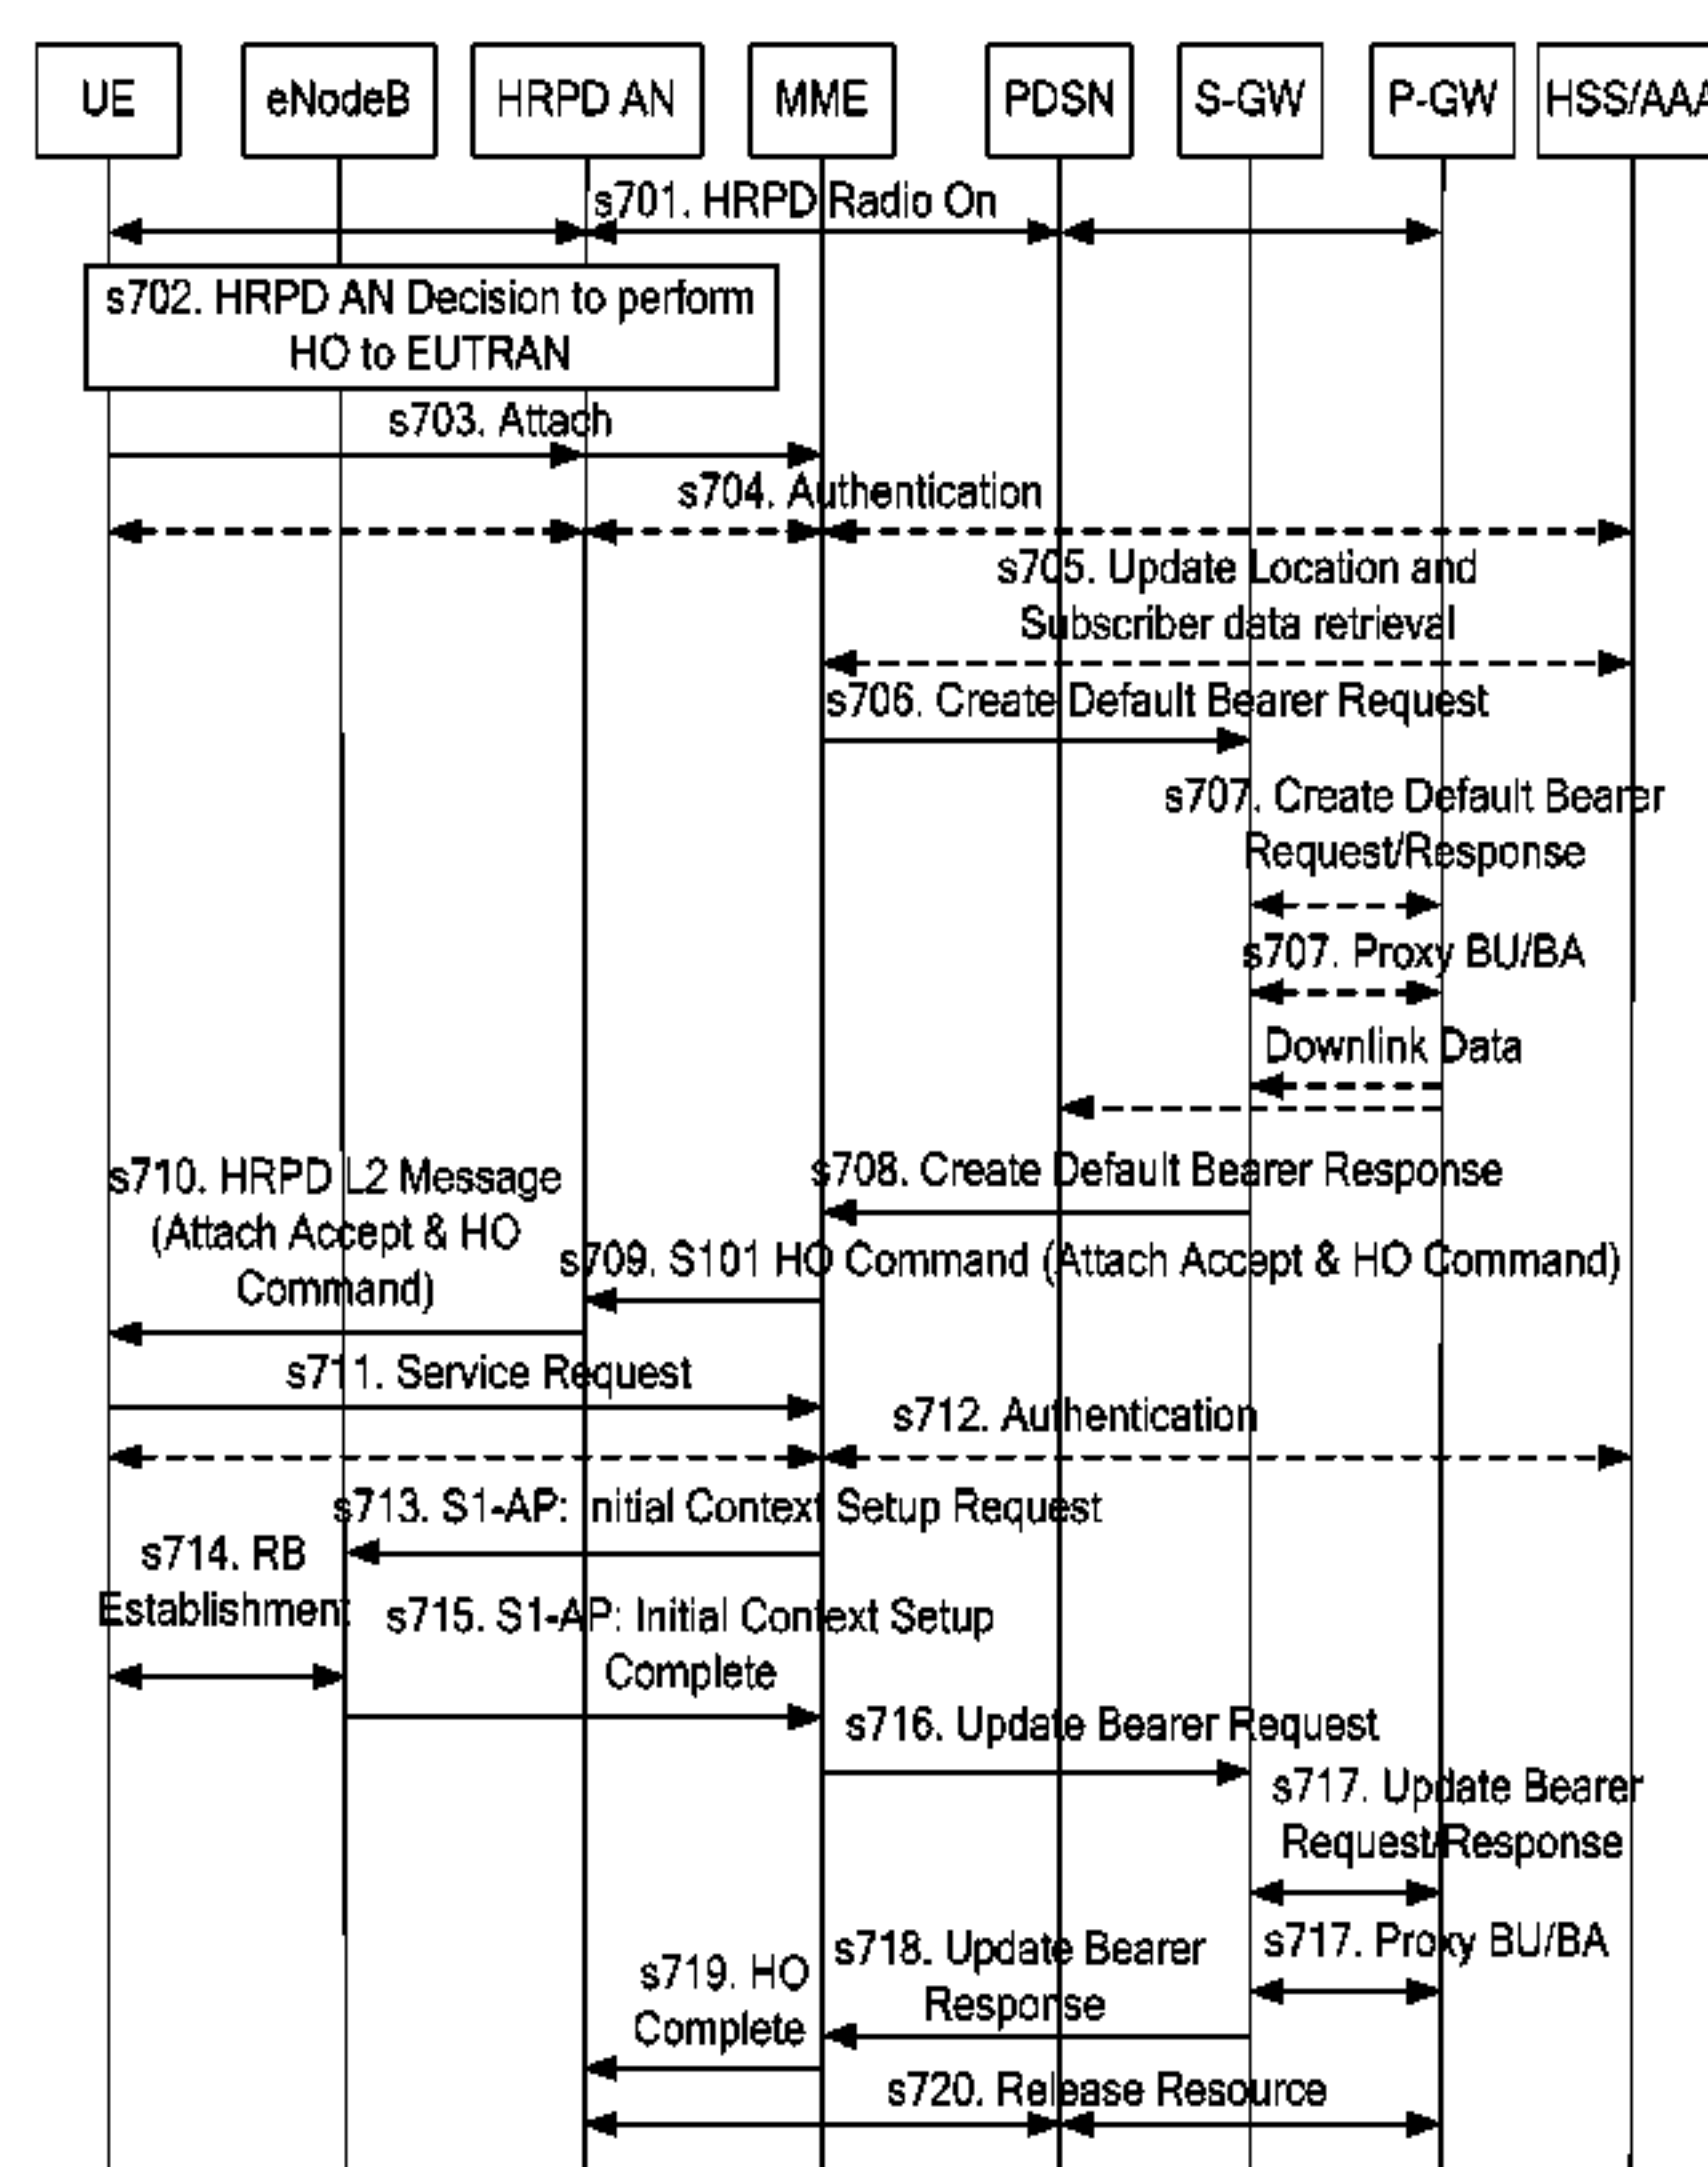 UE
eNodeB
HRPD AN
MME
PDSN
S-GW
P-GW
HSS/AAA
s701. HRPD Radio On
s702. HRPD AN Decision to perform
HO to EUTRAN
s703. Attach
s704. Authentication
s705. Update Location and
Subscriber data retrieval
s706. Create Default Bearer Request
s707. Create Default Bearer
Request/Response
s707. Proxy BU/BA
Downlink Data
s708. Create Default Bearer Response
s710. HRPD L2 Message
(Attach Accept & HO
Command)
s709. S101 HO Command (Attach Accept & HO Command)
s711. Service Request
s712. Authentication
s713. S1-AP: Initial Context Setup Request
s714. RB
Establishment
s715. S1-AP: Initial Context Setup
Complete
s716. Update Bearer Request
s717. Update Bearer
Request/Response
s717. Proxy BU/BA
s718. Update Bearer
Response
s719. HO
Complete
s720. Release Resource